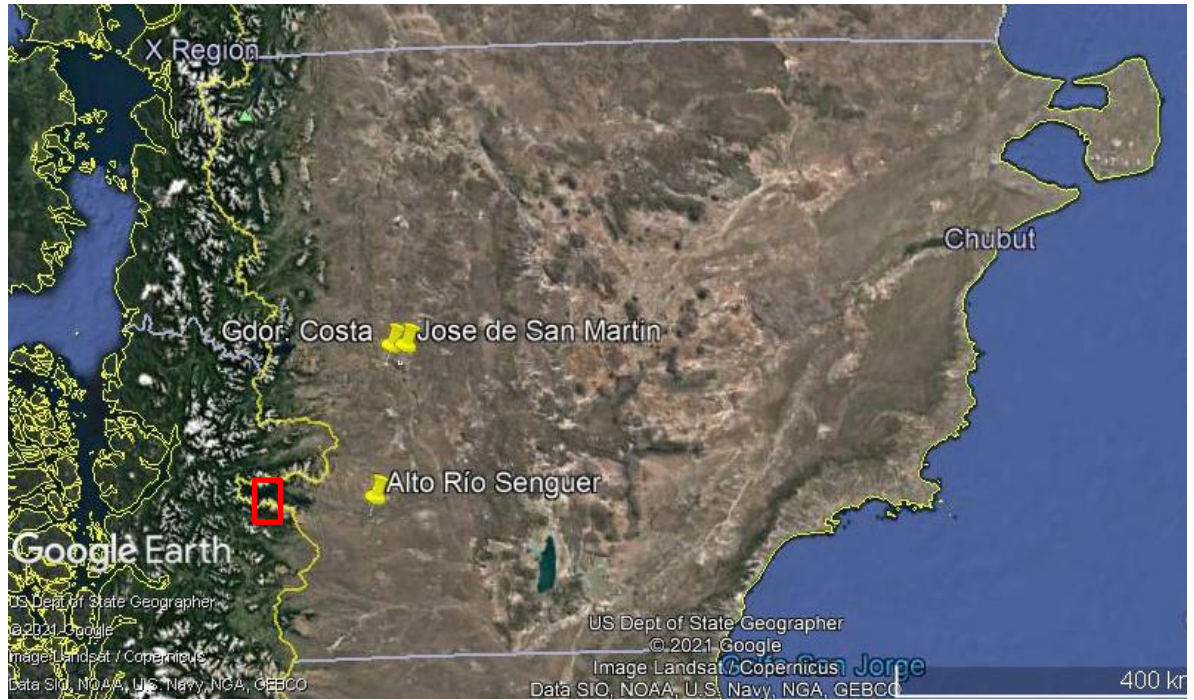 X Region
Chubut
Gdor. Costa
Jose de San Martin
Alto Río Senguer
Google Earth
US Dept of State Geographer
© 2021 Google
Image Landsat / Copernicus
Data SIO, NOAA, U.S. Navy, NGA, GEBCO
US Dept of State Geographer
© 2021 Google
Image Landsat / Copernicus
Data SIO, NOAA, U.S. Navy, NGA, GEBCO
San Jorge
400 km